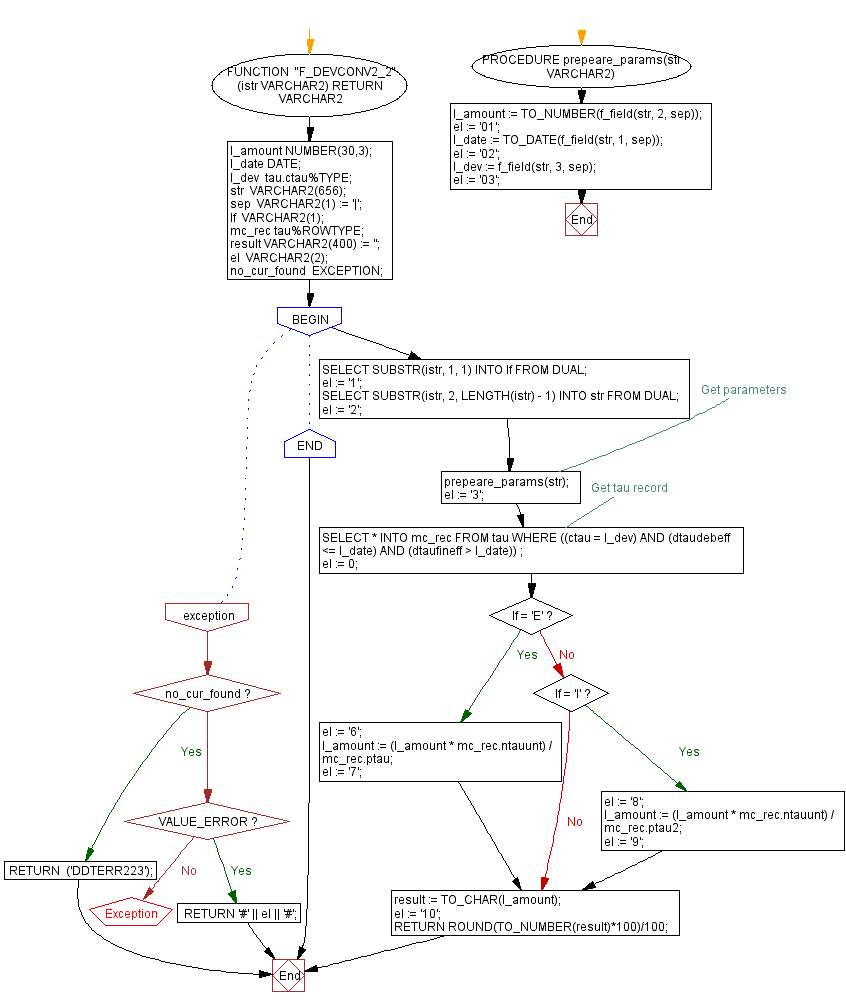 FUNCTION "F_DEVCONV2_2"
(istr VARCHAR2) RETURN
VARCHAR2
l_amount NUMBER(30,3);
l_date DATE;
l_dev tau.ctau%TYPE;
str VARCHAR2(656);
sep VARCHAR2(1) := '|';
lf VARCHAR2(1);
mc_rec tau%ROWTYPE;
result VARCHAR2(400) := '';
el VARCHAR2(2);
no_cur_found EXCEPTION;
BEGIN
END
PROCEDURE prepeare_params(str
VARCHAR2)
l_amount := TO_NUMBER(f_field(str, 2, sep));
el := '01';
l_date := TO_DATE(f_field(str, 1, sep));
el := '02';
l_dev := f_field(str, 3, sep);
el := '03';
End
SELECT SUBSTR(istr, 1, 1) INTO lf FROM DUAL;
el := '1';
SELECT SUBSTR(istr, 2, LENGTH(istr) - 1) INTO str FROM DUAL;
el := '2';
Get parameters
prepeare_params(str);
el := '3';
Get tau record
SELECT * INTO mc_rec FROM tau WHERE ((ctau = l_dev) AND (dtaudebeff
<= l_date) AND (dtaufineff > l_date)) ;
el := 0;
lf = 'E' ?
Yes
No
lf = 'I' ?
el := '6';
l_amount := (l_amount * mc_rec.ntauunt) /
mc_rec.ptau;
el := '7';
Yes
No
el := '8';
l_amount := (l_amount * mc_rec.ntauunt) /
mc_rec.ptau2;
el := '9';
result := TO_CHAR(l_amount);
el := '10';
RETURN ROUND(TO_NUMBER(result)*100)/100;
exception
no_cur_found ?
Yes
VALUE_ERROR ?
RETURN ('DDTERR223');
No
Yes
Exception
RETURN '#' || el || '#';
End